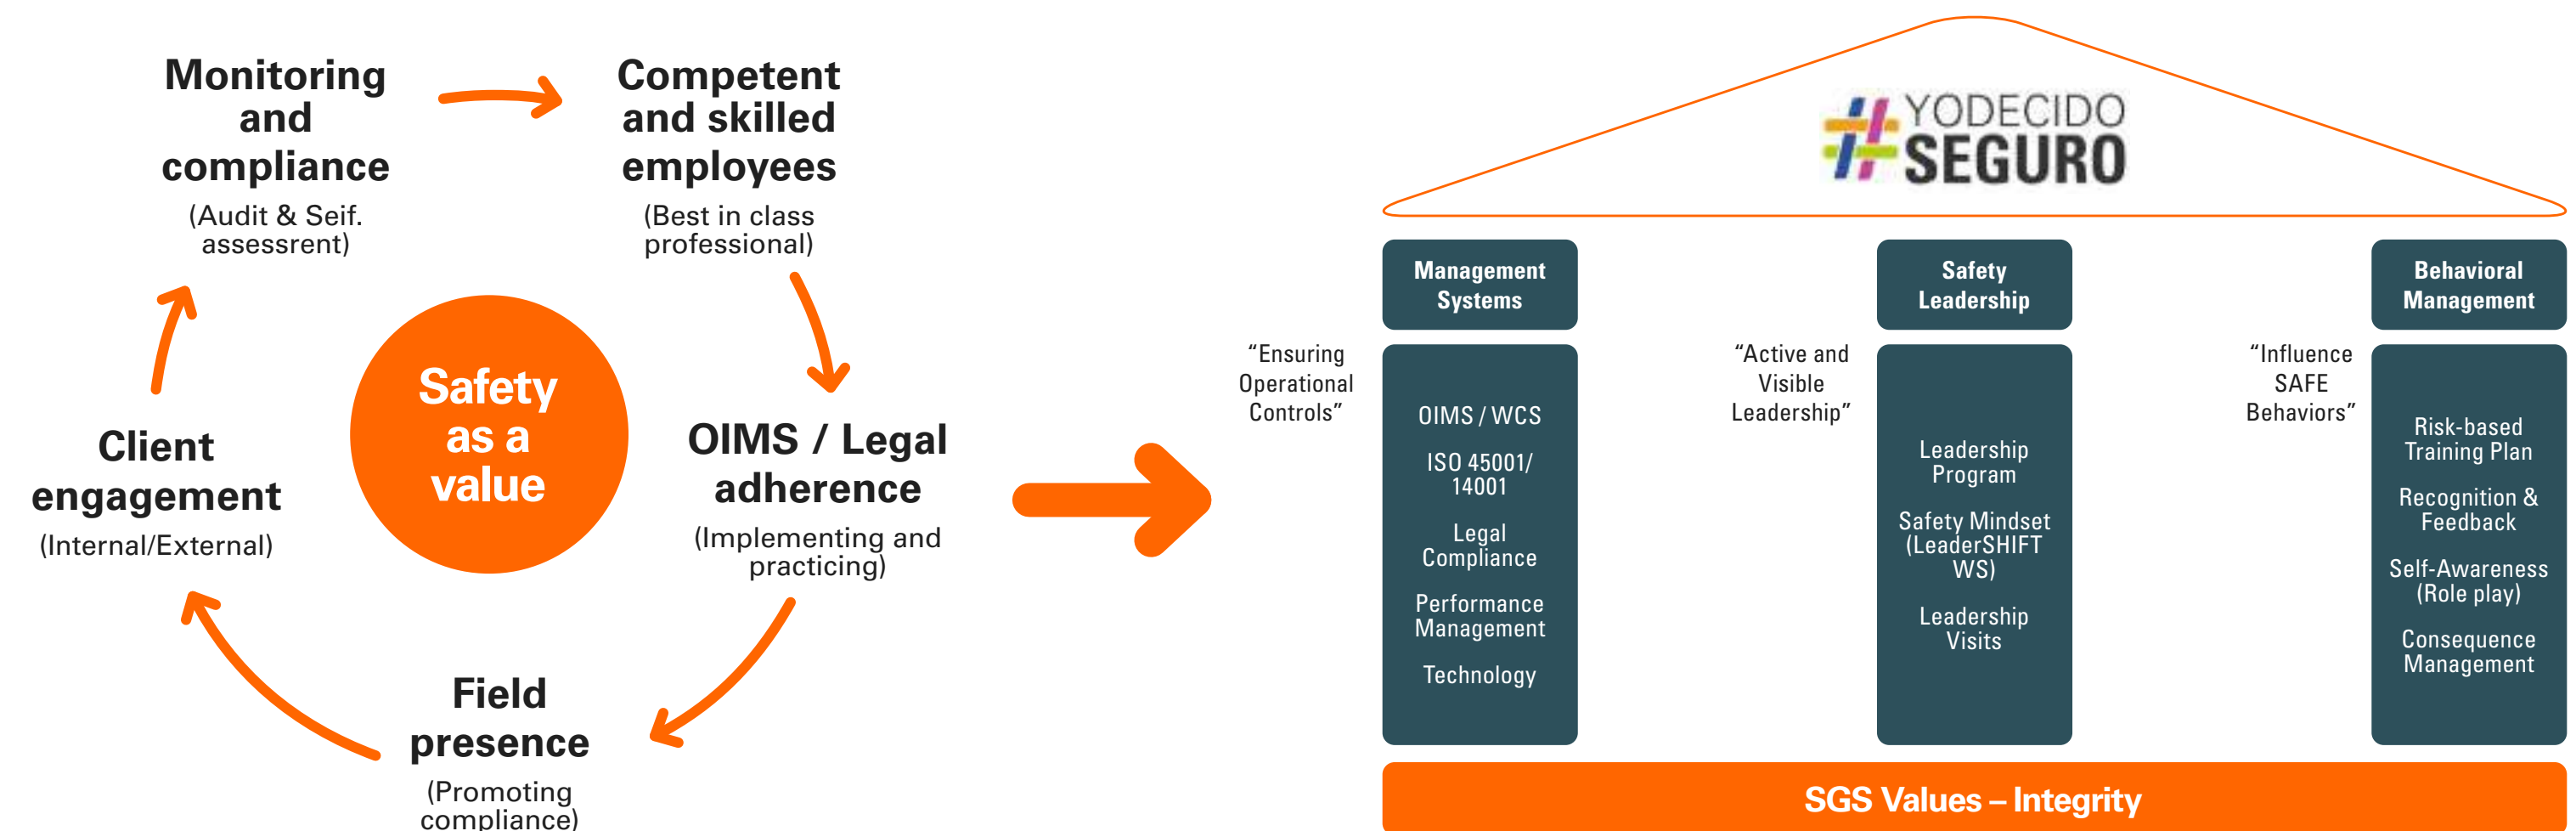 Monitoring
and
compliance
(Audit & Seif.
assessrent)
Competent
and skilled
employees
(Best in class
professional)
Safety
as a
value
Client
engagement
(Internal/External)
OIMS / Legal
adherence
(Implementing and
practicing)
Field
presence
(Promoting
compliance)
#YODECIDO
SEGURO
Management
Systems
"Ensuring
Operational
Controls"
OIMS / WCS
ISO 45001/
14001
Legal
Compliance
Performance
Management
Technology
Safety
Leadership
“Active and
Visible
Leadership”
Leadership
Program
Safety Mindset
(LeaderSHIFT
WS)
Leadership
Visits
Behavioral
Management
“Influence
SAFE
Behaviors”
Risk-based
Training Plan
Recognition &
Feedback
Self-Awareness
(Role play)
Consequence
Management
SGS Values – Integrity